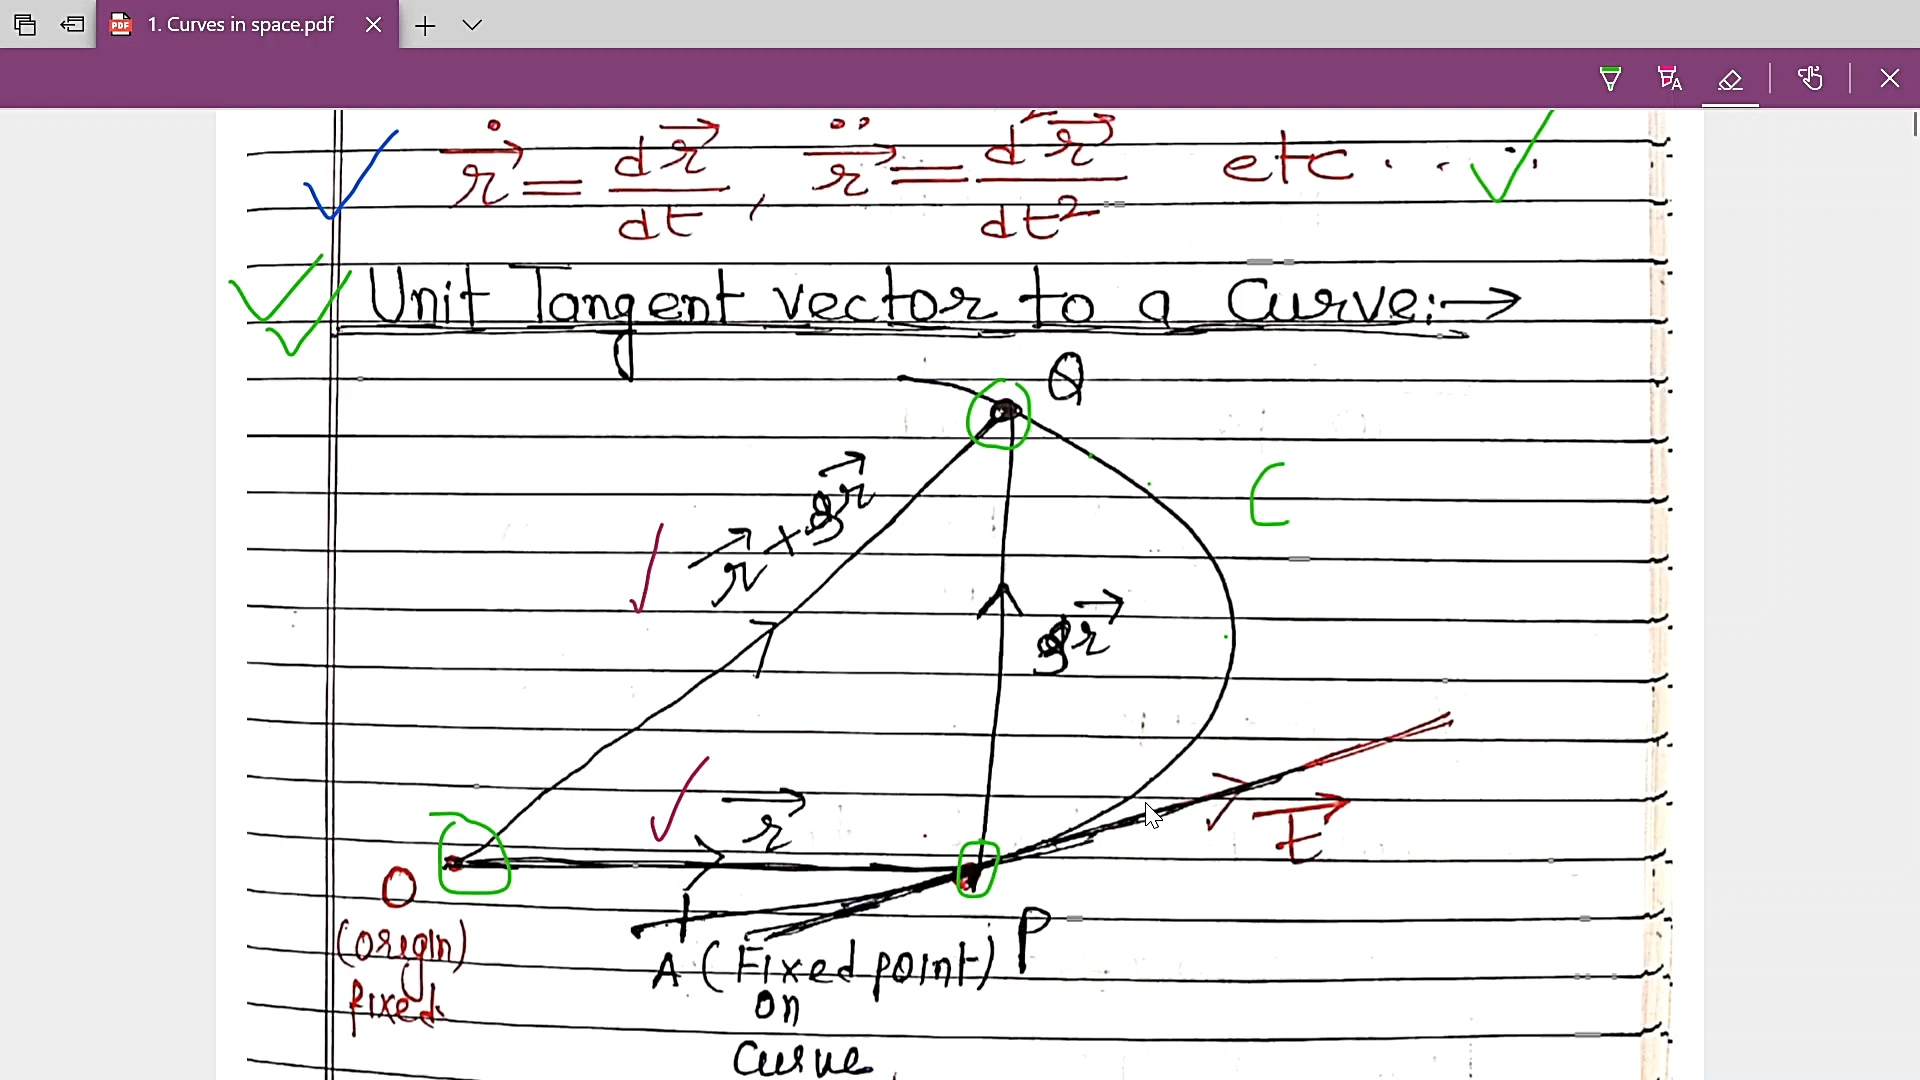 1. Curves in space.pdf
ṙ⃗ = dr⃗/dt , r̈⃗ = d²r⃗/dt² etc . . .
Unit Tangent vector to a Curve:→
Q
C
r⃗ + δr⃗
δr⃗
r⃗
t⃗
O
(origin)
fixed.
P
A (Fixed point)
on
Curve.